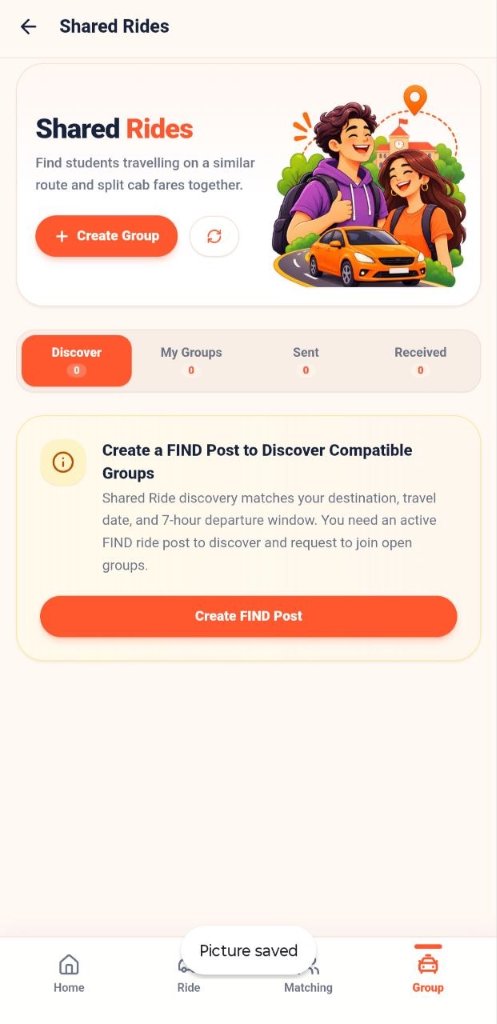 Shared Rides
Shared Rides
Find students travelling on a similar
route and split cab fares together.
+ Create Group
Discover
0
My Groups
0
Sent
0
Received
0
Create a FIND Post to Discover Compatible
Groups
Shared Ride discovery matches your destination, travel
date, and 7-hour departure window. You need an active
FIND ride post to discover and request to join open
groups.
Create FIND Post
Picture saved
Home
Ride
Matching
Group